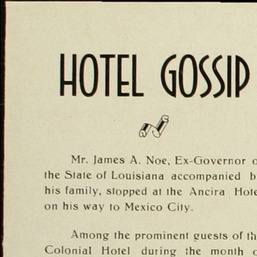 HOTEL GOSSIP
Mr. James A. Noe, Ex-Governor o
the State of Louisiana accompanied b
his family, stopped at the Ancira Hote
on his way to Mexico City.
Among the prominent guests of th
Colonial Hotel during the month o